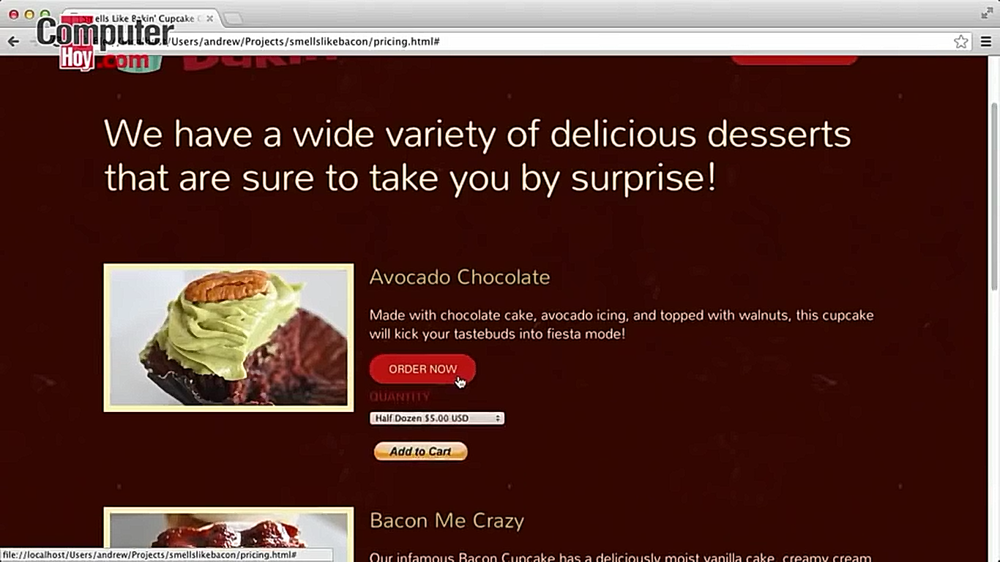 ells Like Bakin' Cupcake C
Computer
Hoy.com
/Users/andrew/Projects/smellslikebacon/pricing.html#
We have a wide variety of delicious desserts
that are sure to take you by surprise!
Avocado Chocolate
Made with chocolate cake, avocado icing, and topped with walnuts, this cupcake
will kick your tastebuds into fiesta mode!
ORDER NOW
QUANTITY
Half Dozen $5.00 USD
Add to Cart
Bacon Me Crazy
Our infamous Bacon Cupcake has a deliciously moist vanilla cake, creamy cream
file://localhost/Users/andrew/Projects/smellslikebacon/pricing.html#